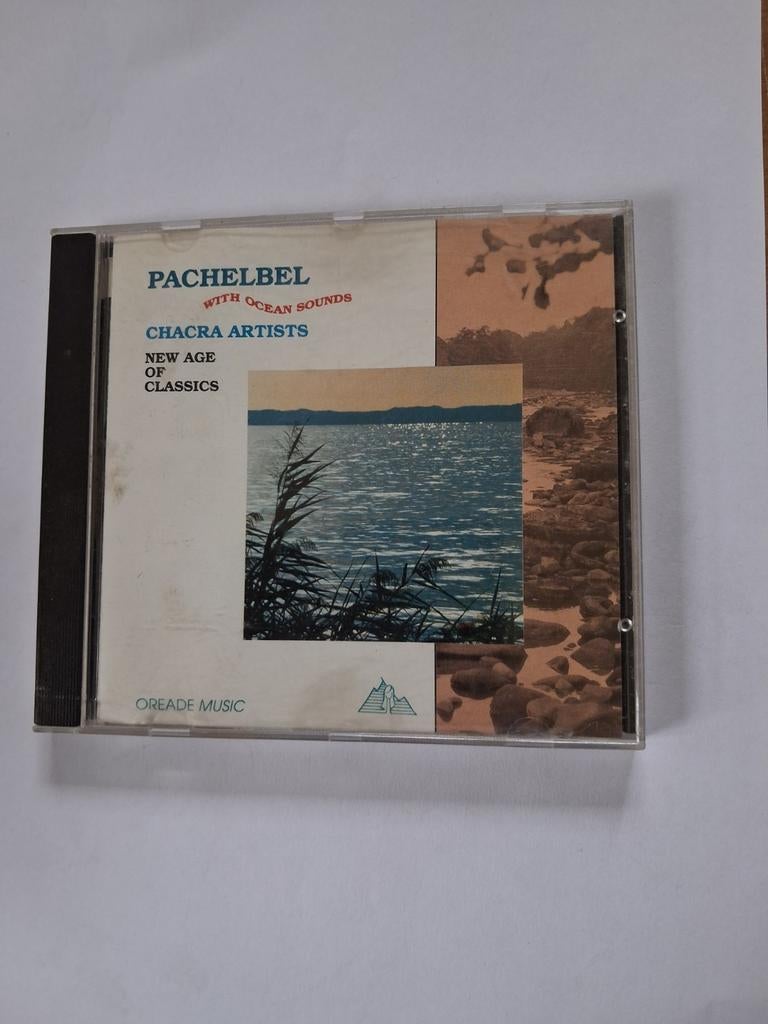 PACHELBEL
WITH OCEAN SOUNDS
CHACRA ARTISTS
NEW AGE
OF
CLASSICS
OREADE MUSIC